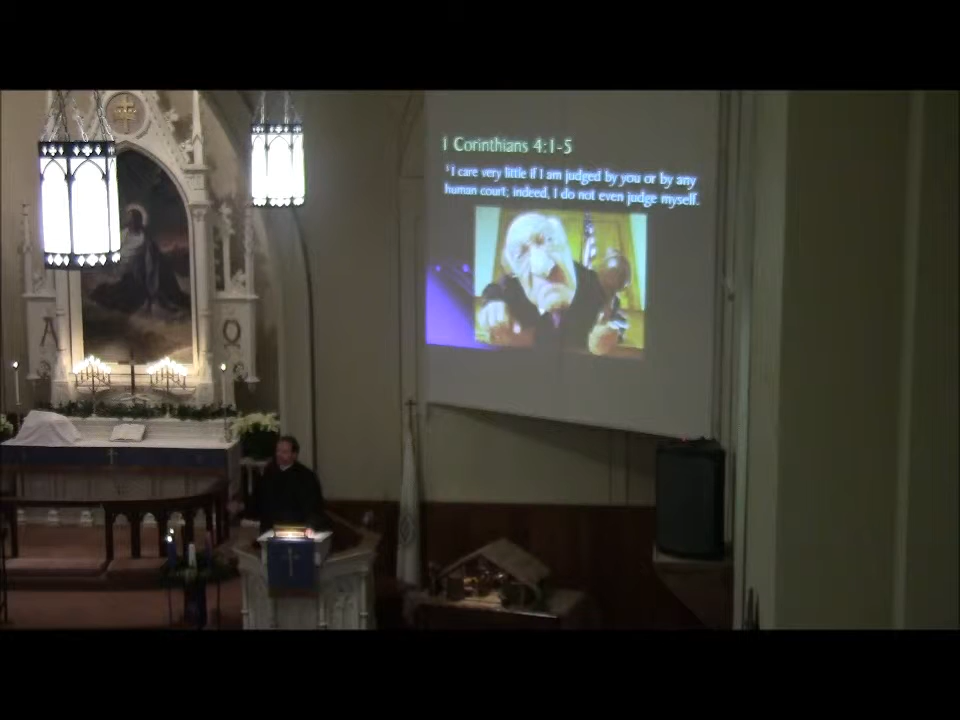 1 Corinthians 4:1-5
³I care very little if I am judged by you or by any
human court; indeed, I do not even judge myself.
Α Ω